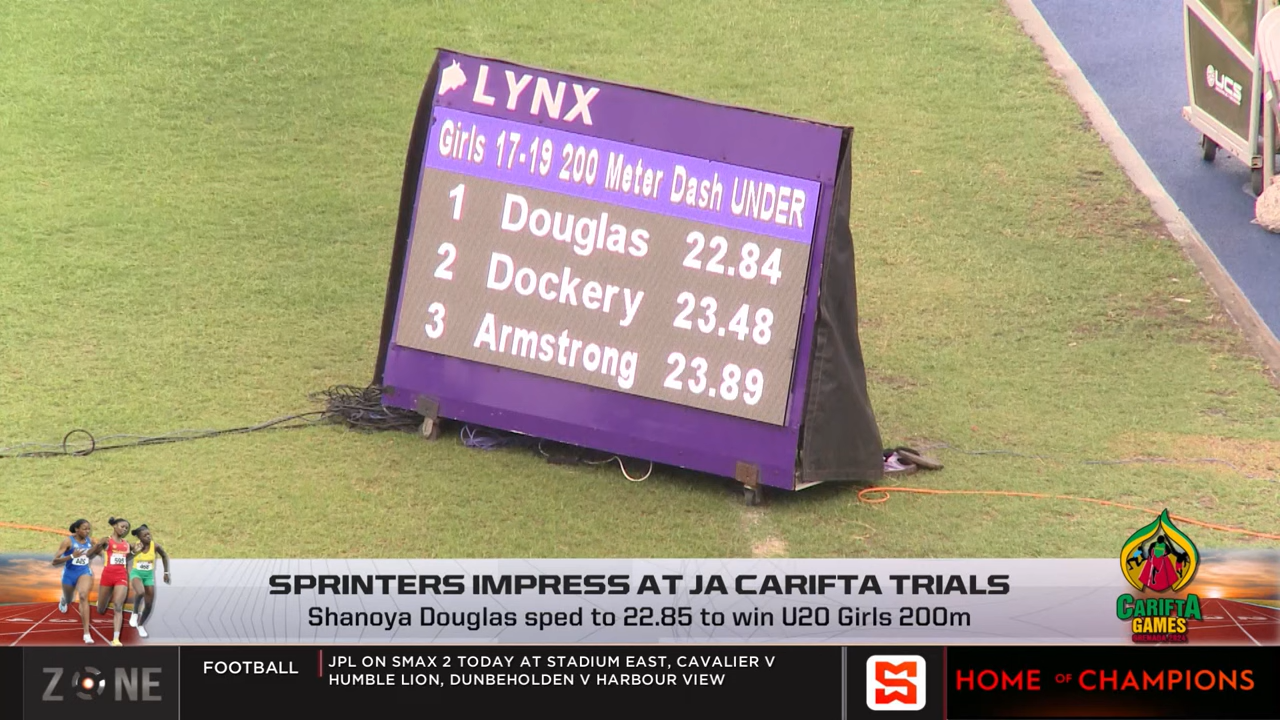 LYNX
Girls 17-19 200 Meter Dash UNDER
1 Douglas 22.84
2 Dockery 23.48
3 Armstrong 23.89
UCS
SPRINTERS IMPRESS AT JA CARIFTA TRIALS
Shanoya Douglas sped to 22.85 to win U20 Girls 200m
CARIFTA
GAMES
GRENADA 2024
ZONE
FOOTBALL
JPL ON SMAX 2 TODAY AT STADIUM EAST, CAVALIER V
HUMBLE LION, DUNBEHOLDEN V HARBOUR VIEW
HOME OF CHAMPIONS